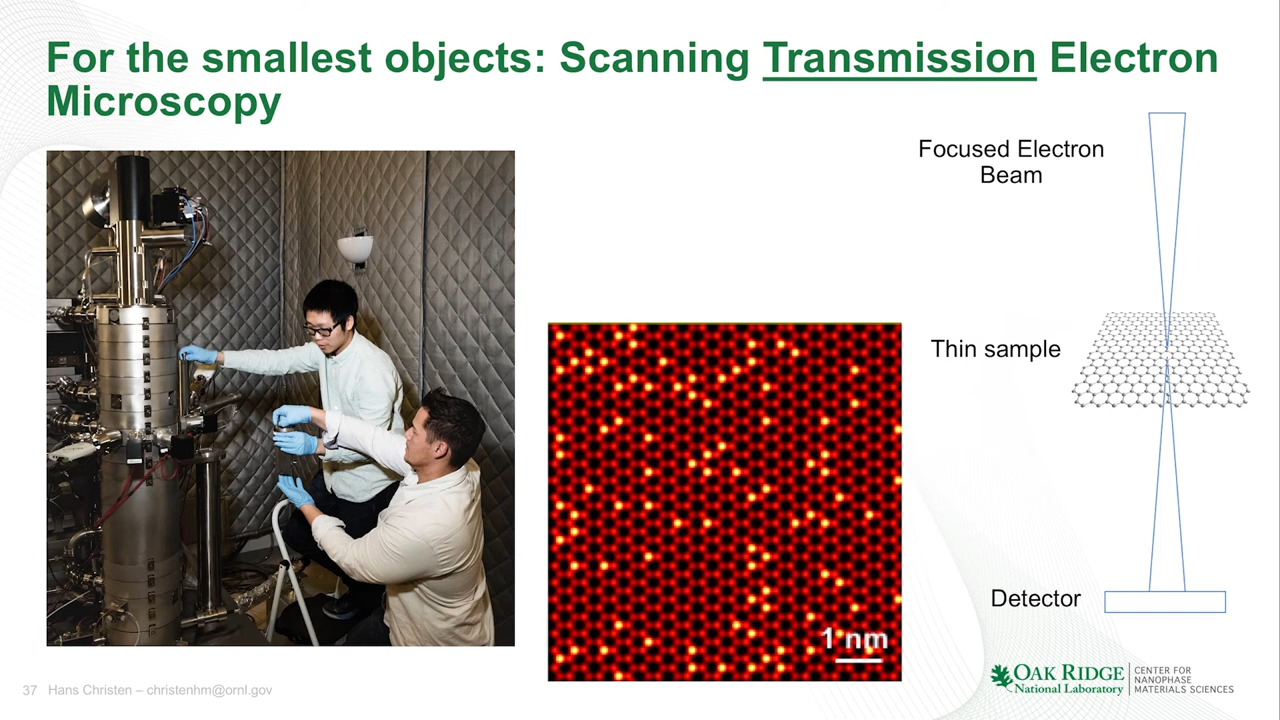 For the smallest objects: Scanning Transmission Electron
Microscopy
Focused Electron
Beam
Thin sample
Detector
1 nm
37 Hans Christen – christenhm@ornl.gov
OAK RIDGE
National Laboratory
CENTER FOR
NANOPHASE
MATERIALS SCIENCES